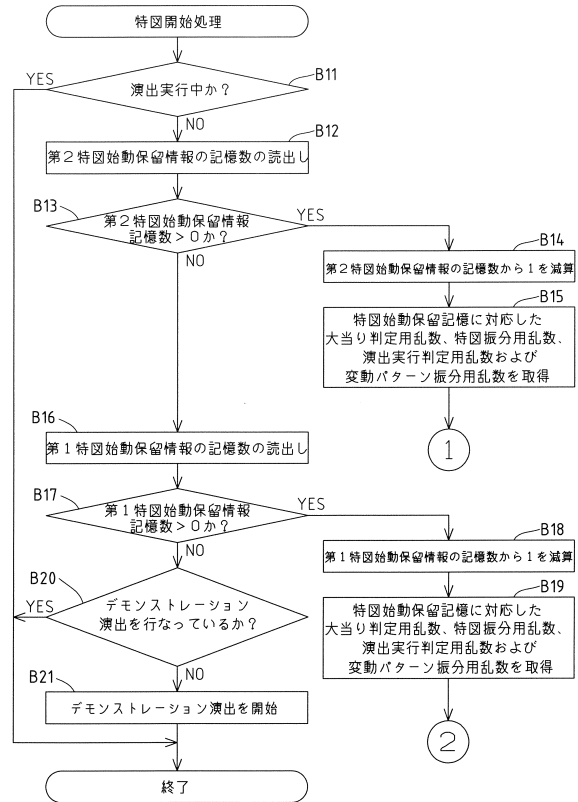 特図開始処理
B11
YES
演出実行中か？
NO
B12
第２特図始動保留情報の記憶数の読出し
B13
第２特図始動保留情報
記憶数＞０か？
YES
NO
B14
第２特図始動保留情報の記憶数から１を減算
B15
特図始動保留記憶に対応した
大当り判定用乱数、特図振分用乱数、
演出実行判定用乱数および
変動パターン振分用乱数を取得
1
B16
第１特図始動保留情報の記憶数の読出し
B17
第１特図始動保留情報
記憶数＞０か？
YES
NO
B18
第１特図始動保留情報の記憶数から１を減算
B19
特図始動保留記憶に対応した
大当り判定用乱数、特図振分用乱数、
演出実行判定用乱数および
変動パターン振分用乱数を取得
2
B20
YES
デモンストレーション
演出を行なっているか？
NO
B21
デモンストレーション演出を開始
終了